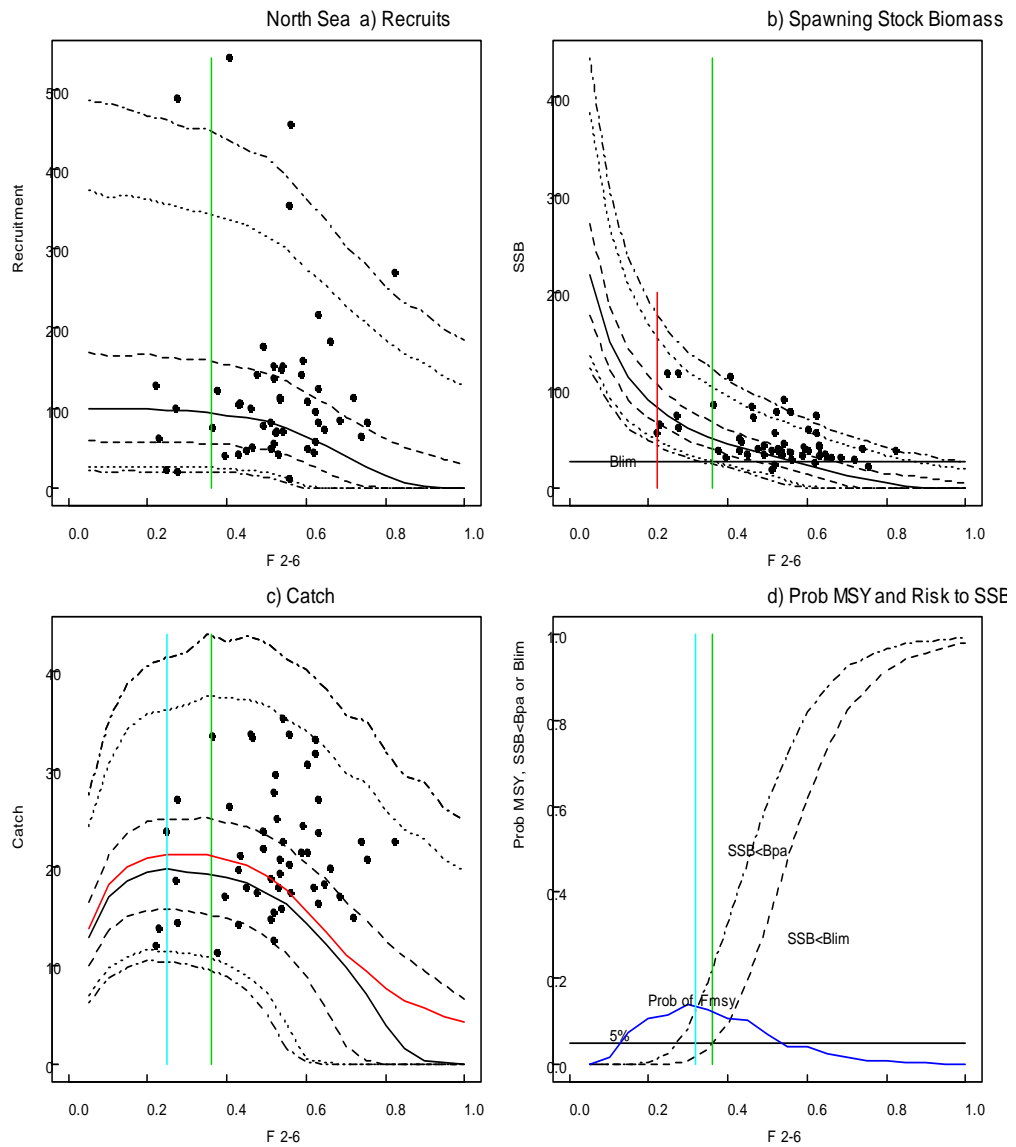 North Sea a) Recruits
500
400
300
200
100
0
Recruitment
0.0 0.2 0.4 0.6 0.8 1.0
F 2-6
b) Spawning Stock Biomass
400
300
200
100
0
SSB
Blim
0.0 0.2 0.4 0.6 0.8 1.0
F 2-6
c) Catch
40
30
20
10
0
Catch
0.0 0.2 0.4 0.6 0.8 1.0
F 2-6
d) Prob MSY and Risk to SSB
1.0
0.8
0.6
0.4
0.2
0.0
Prob MSY, SSB<Bpa or Blim
SSB<Bpa
SSB<Blim
Prob of Fmsy
5%
0.0 0.2 0.4 0.6 0.8 1.0
F 2-6